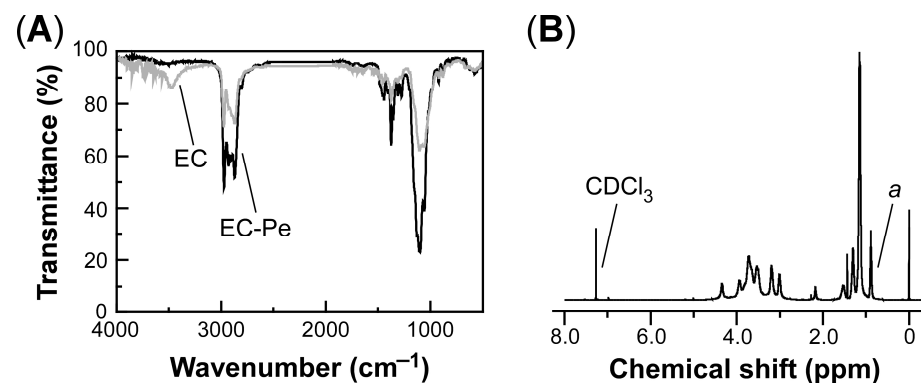 (A)
Transmittance (%)
100
80
60
40
20
0
EC
EC-Pe
4000
3000
2000
1000
Wavenumber (cm⁻¹)
(B)
CDCl₃
a
8.0
6.0
4.0
2.0
0
Chemical shift (ppm)